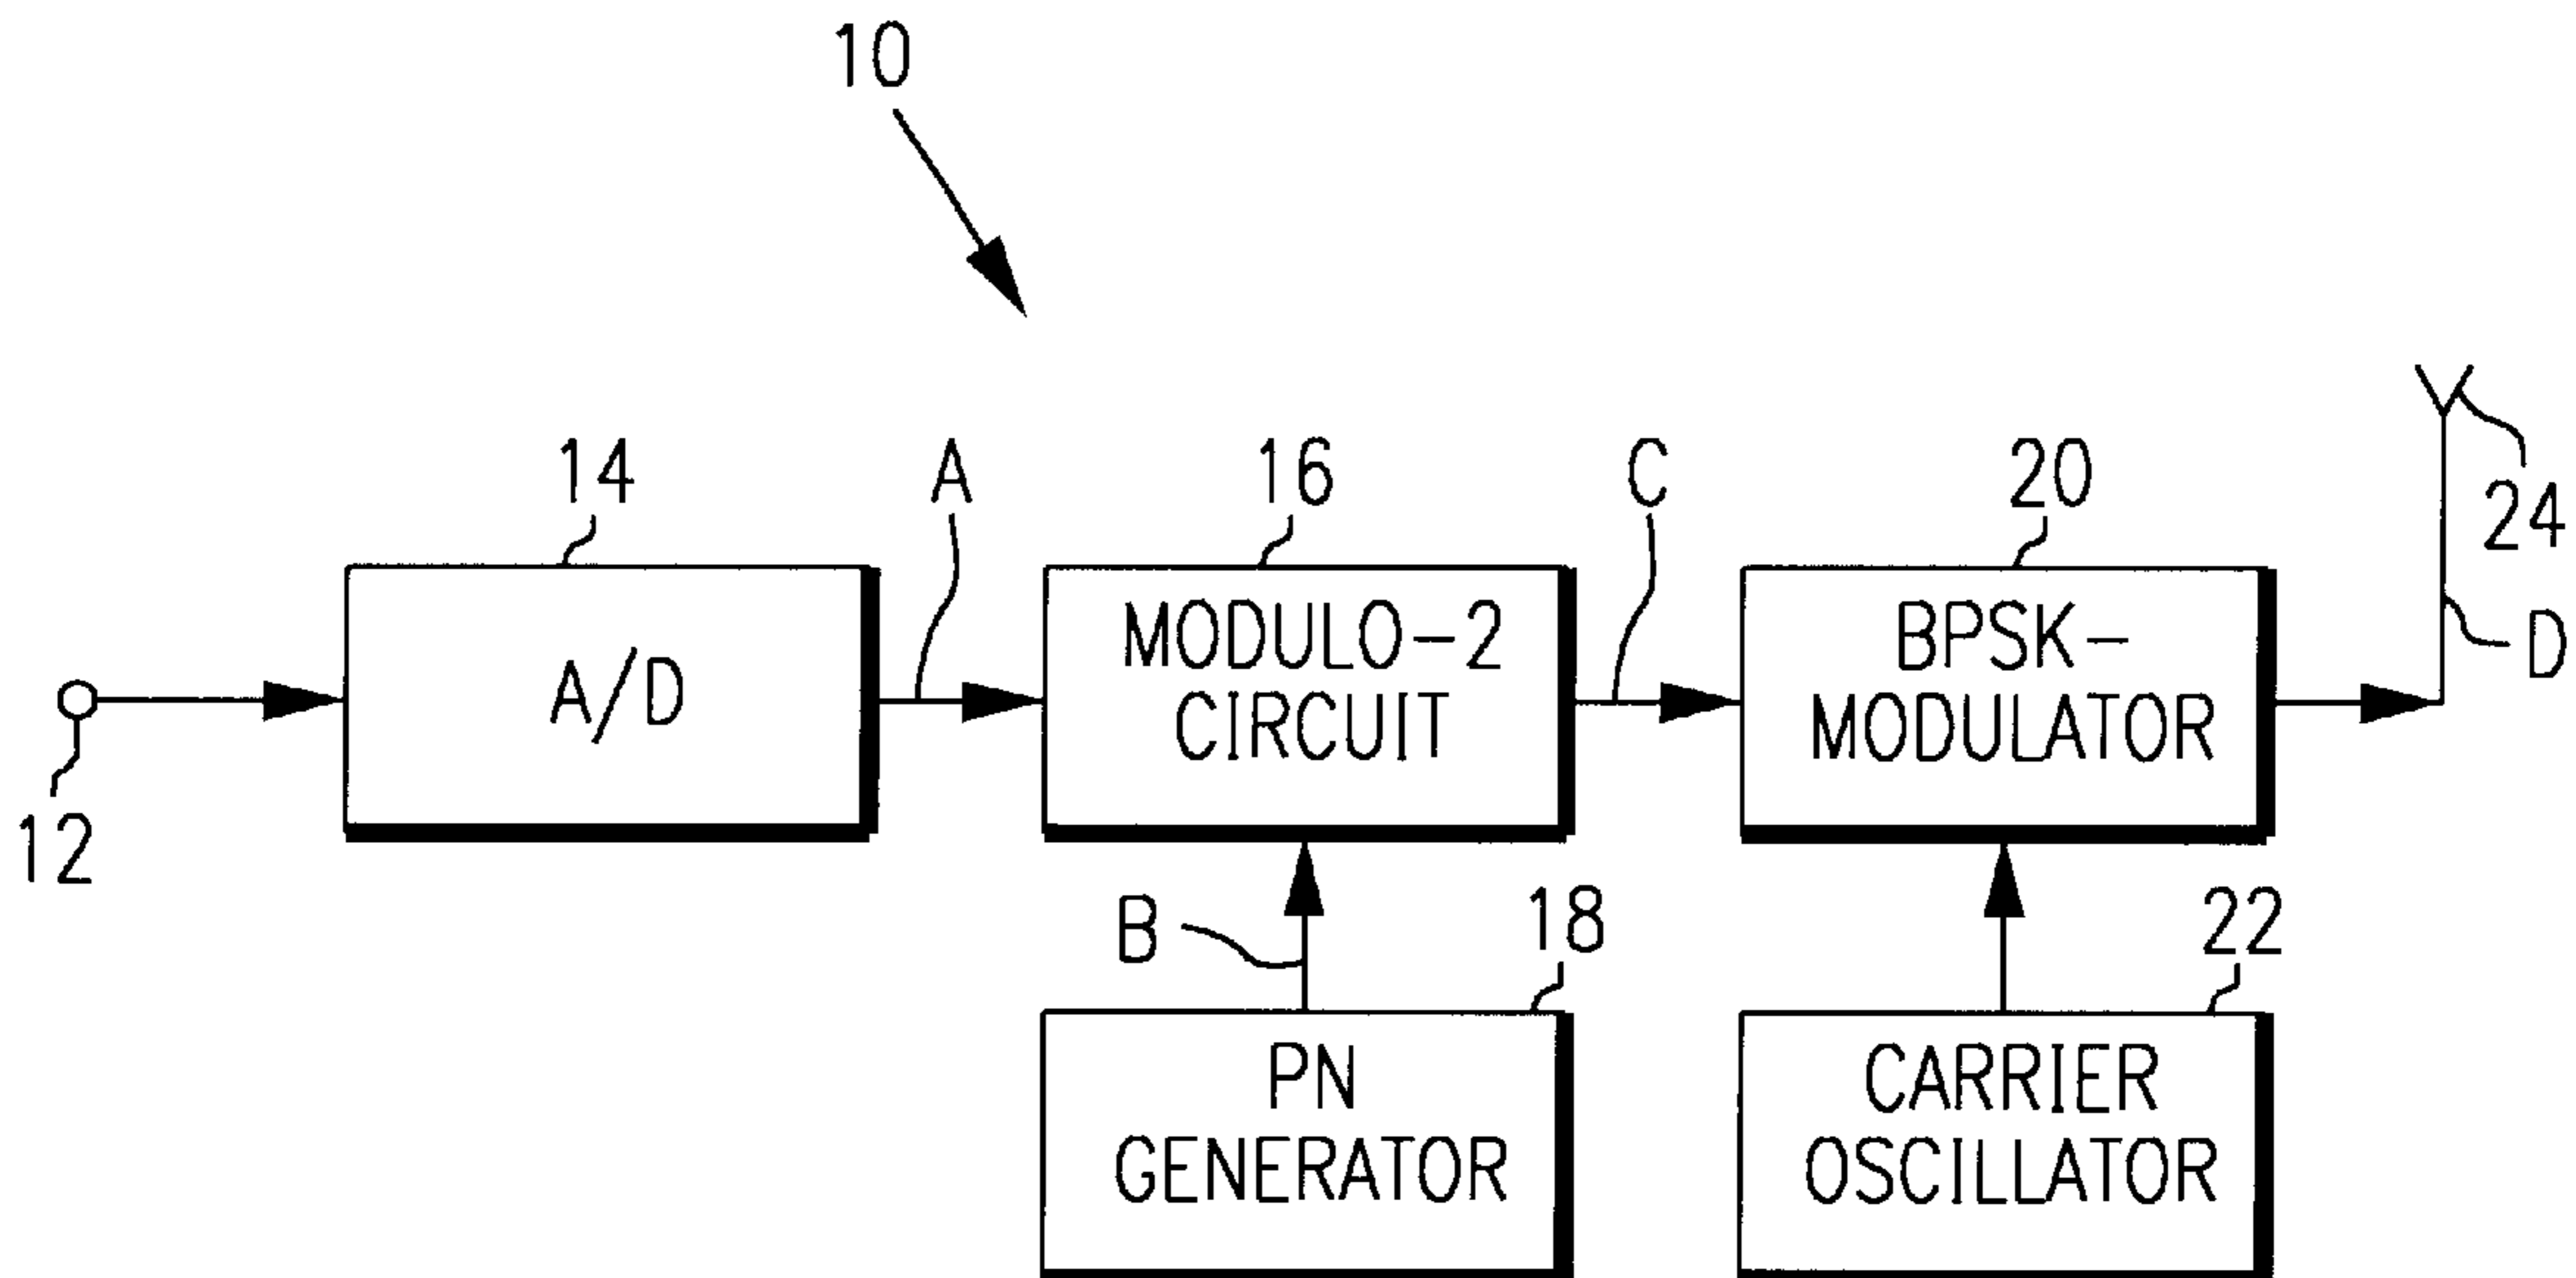 10
14
A
16
C
20
24
A/D
MODULO-2
CIRCUIT
BPSK-
MODULATOR
D
12
B
18
22
PN
GENERATOR
CARRIER
OSCILLATOR